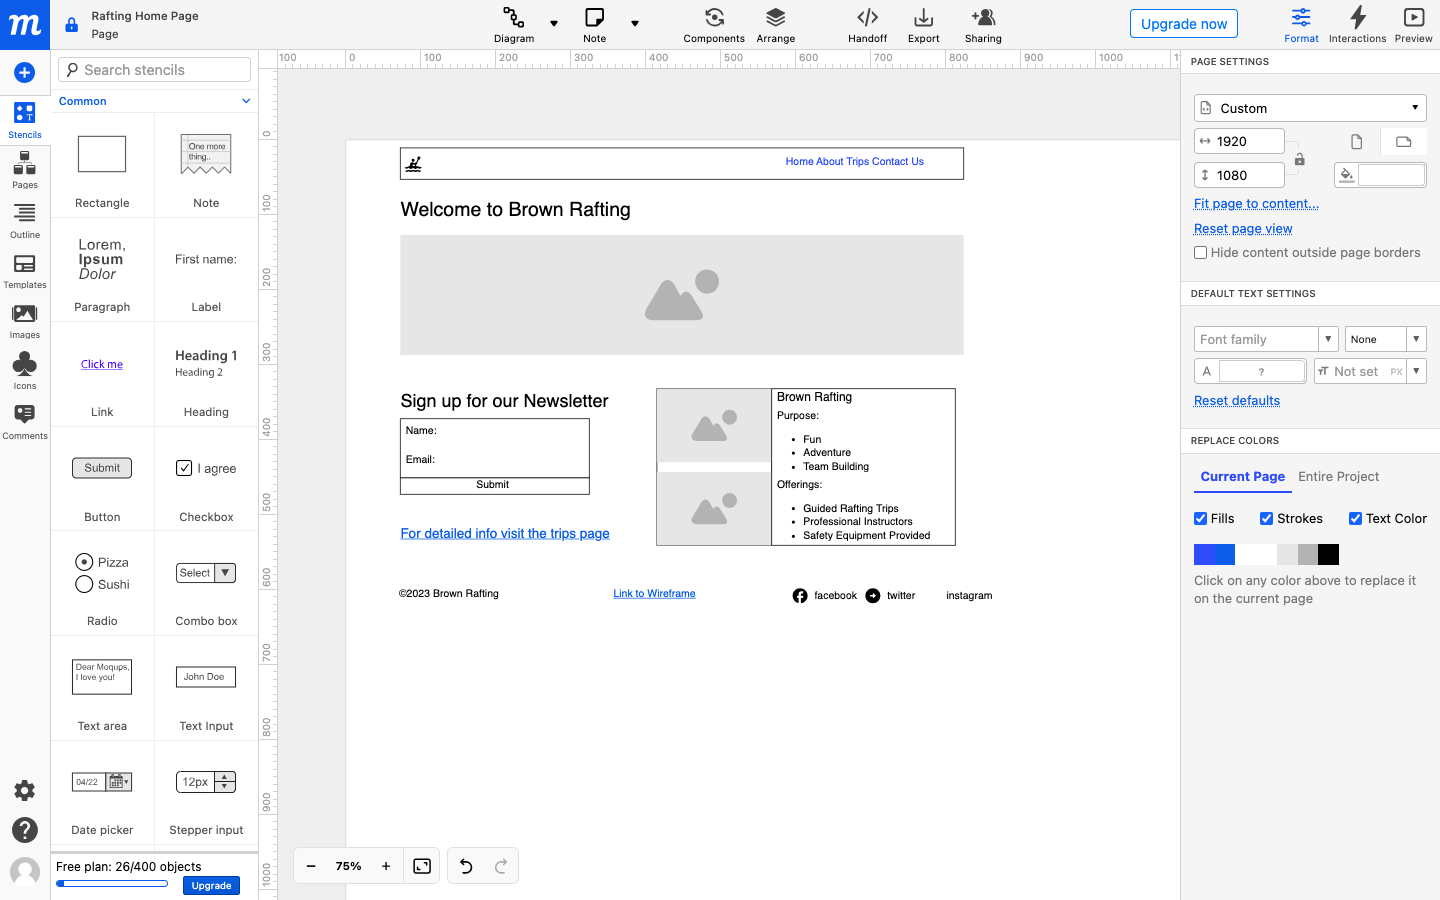 m
Rafting Home Page
Page
Diagram
Note
Components
Arrange
Handoff
Export
Sharing
Upgrade now
Format
Interactions
Preview
Stencils
Pages
Outline
Templates
Images
Icons
Comments
Search stencils
Common
One more
thing..
Rectangle
Note
Lorem,
Ipsum
Dolor
First name:
Paragraph
Label
Click me
Heading 1
Heading 2
Link
Heading
Submit
I agree
Button
Checkbox
Pizza
Sushi
Select
Radio
Combo box
Dear Moqups,
I love you!
John Doe
Text area
Text Input
04/22
12px
Date picker
Stepper input
Free plan: 26/400 objects
Upgrade
100 0 100 200 300 400 500 600 700 800 900 1000
0
100
200
300
400
500
600
700
800
900
1000
Home About Trips Contact Us
Welcome to Brown Rafting
Sign up for our Newsletter
Name:
Email:
Submit
For detailed info visit the trips page
Brown Rafting
Purpose:
• Fun
• Adventure
• Team Building
Offerings:
• Guided Rafting Trips
• Professional Instructors
• Safety Equipment Provided
©2023 Brown Rafting
Link to Wireframe
facebook
twitter
instagram
− 75% +
PAGE SETTINGS
Custom
1920
1080
Fit page to content...
Reset page view
Hide content outside page borders
DEFAULT TEXT SETTINGS
Font family
None
A
?
тT Not set PX
Reset defaults
REPLACE COLORS
Current Page
Entire Project
Fills
Strokes
Text Color
Click on any color above to replace it
on the current page